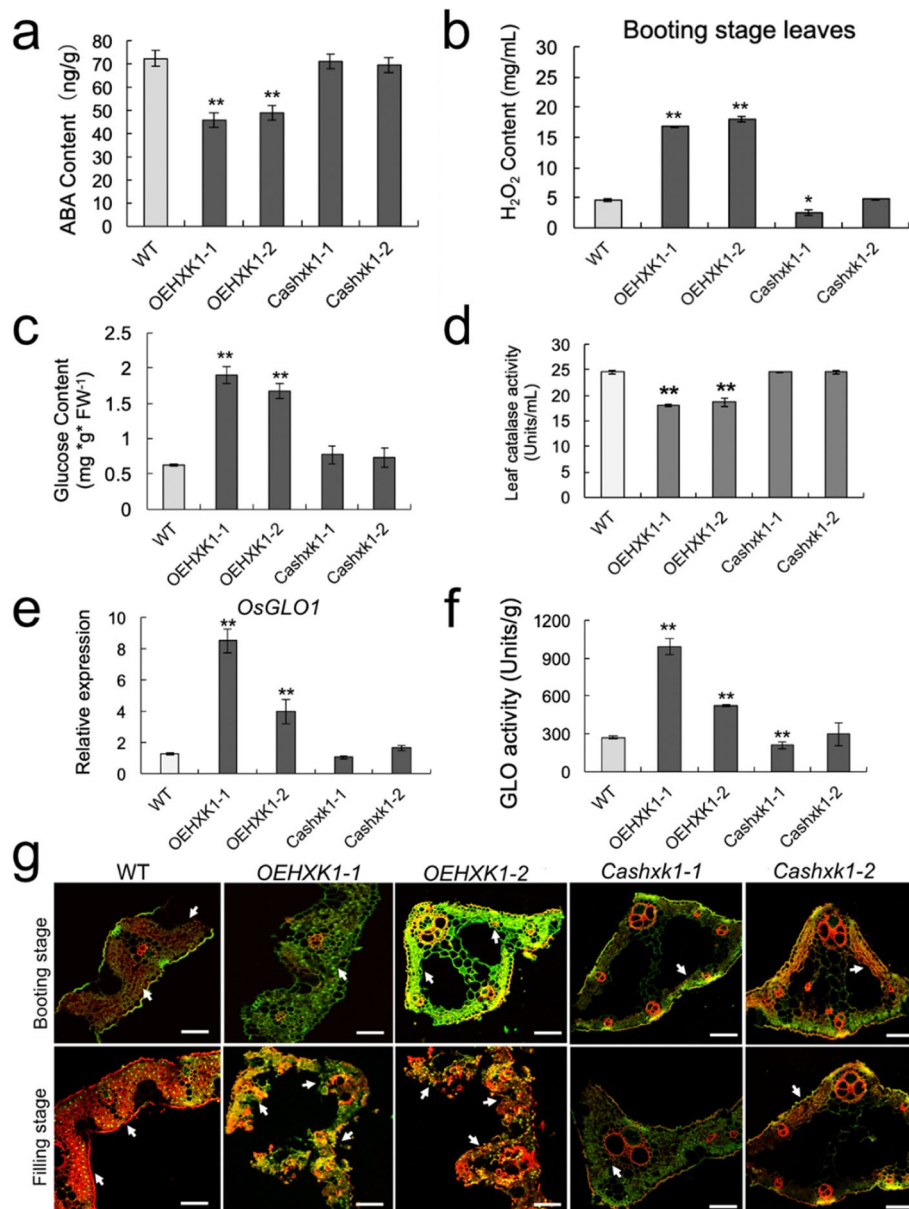 a
ABA Content (ng/g)
80
70
60
50
40
30
20
10
0
**
**
WT
OEHXK1-1
OEHXK1-2
Cashxk1-1
Cashxk1-2
b
Booting stage leaves
H2O2 Content (mg/mL)
30
25
20
15
10
5
0
**
**
*
WT
OEHXK1-1
OEHXK1-2
Cashxk1-1
Cashxk1-2
c
Glucose Content
(mg *g* FW-1)
2.5
2
1.5
1
0.5
0
**
**
WT
OEHXK1-1
OEHXK1-2
Cashxk1-1
Cashxk1-2
d
Leaf catalase activity
(Units/mL)
30
25
20
15
10
5
0
**
**
WT
OEHXK1-1
OEHXK1-2
Cashxk1-1
Cashxk1-2
e
OsGLO1
Relative expression
10
8
6
4
2
0
**
**
WT
OEHXK1-1
OEHXK1-2
Cashxk1-1
Cashxk1-2
f
GLO activity (Units/g)
1200
900
600
300
0
**
**
**
WT
OEHXK1-1
OEHXK1-2
Cashxk1-1
Cashxk1-2
g
WT
OEHXK1-1
OEHXK1-2
Cashxk1-1
Cashxk1-2
Booting stage
Filling stage